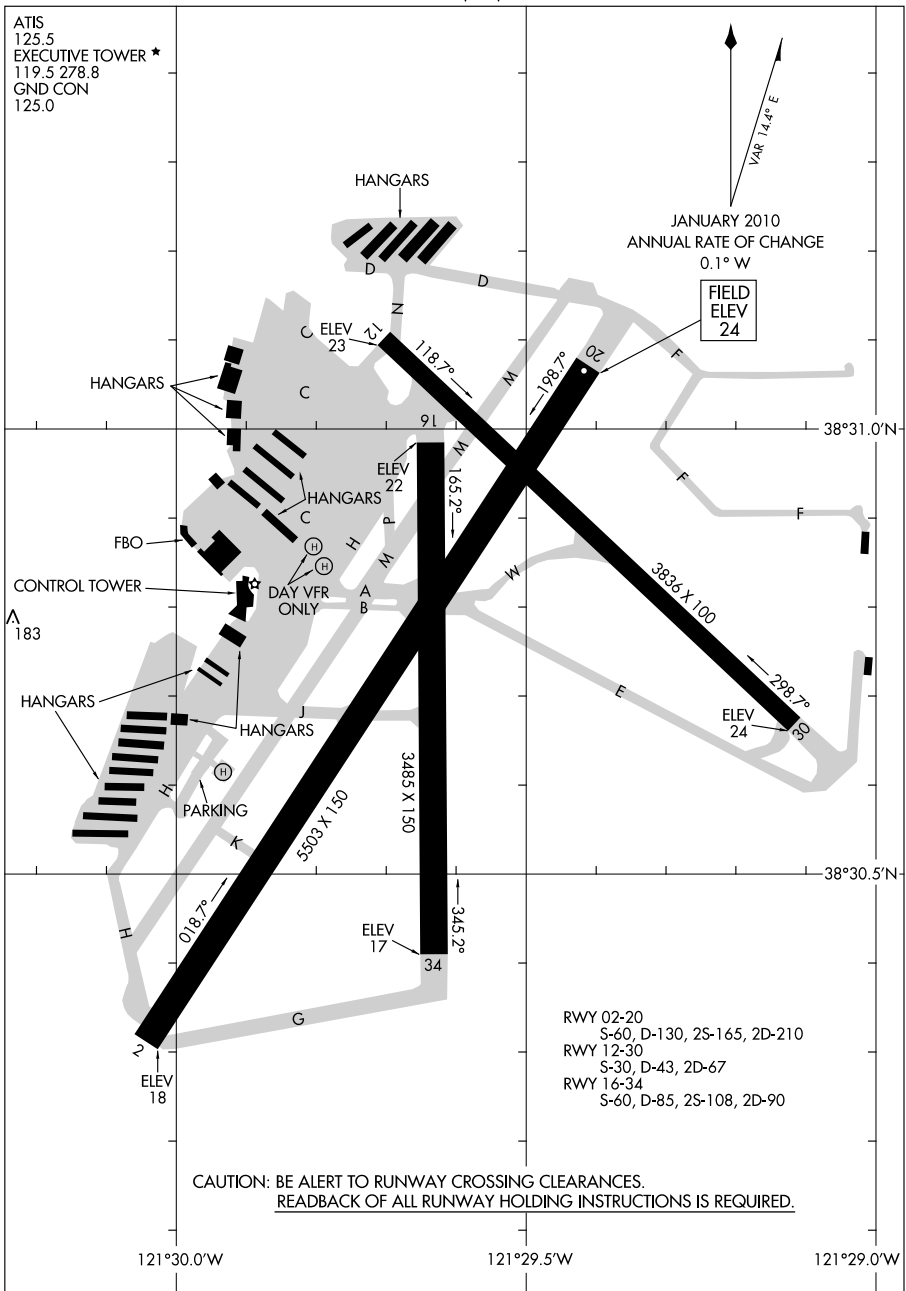 ATIS
125.5
EXECUTIVE TOWER
119.5 278.8
GND CON
125.0
VAR 14.4° E
JANUARY 2010
ANNUAL RATE OF CHANGE
0.1° W
FIELD
ELEV
24
HANGARS
D
D
N
C
ELEV
23
12
118.7°
M
198.7°
20
F
HANGARS
C
16
38°31.0'N
ELEV
22
M
165.2°
HANGARS
F
C
P
F
FBO
H
H
M
M
3836 X 100
CONTROL TOWER
H
DAY VFR
ONLY
A
B
183
298.7°
HANGARS
E
J
ELEV
24
30
HANGARS
H
H
3485 X 150
PARKING
5503 X 150
K
38°30.5'N
018.7°
345.2°
H
ELEV
17
34
G
RWY 02-20
S-60, D-130, 2S-165, 2D-210
RWY 12-30
S-30, D-43, 2D-67
RWY 16-34
S-60, D-85, 2S-108, 2D-90
2
ELEV
18
CAUTION: BE ALERT TO RUNWAY CROSSING CLEARANCES.
READBACK OF ALL RUNWAY HOLDING INSTRUCTIONS IS REQUIRED.
121°30.0'W
121°29.5'W
121°29.0'W